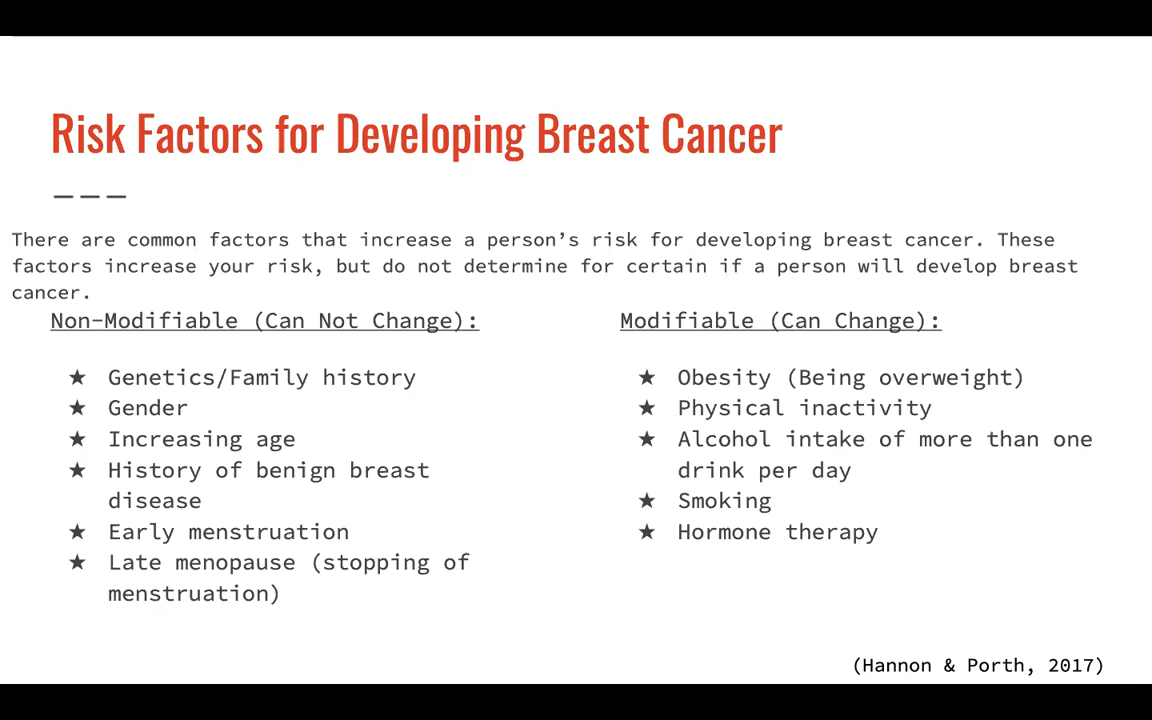 Risk Factors for Developing Breast Cancer
There are common factors that increase a person’s risk for developing breast cancer. These
factors increase your risk, but do not determine for certain if a person will develop breast
cancer.
Non-Modifiable (Can Not Change):
★ Genetics/Family history
★ Gender
★ Increasing age
★ History of benign breast
disease
★ Early menstruation
★ Late menopause (stopping of
menstruation)
Modifiable (Can Change):
★ Obesity (Being overweight)
★ Physical inactivity
★ Alcohol intake of more than one
drink per day
★ Smoking
★ Hormone therapy
(Hannon & Porth, 2017)